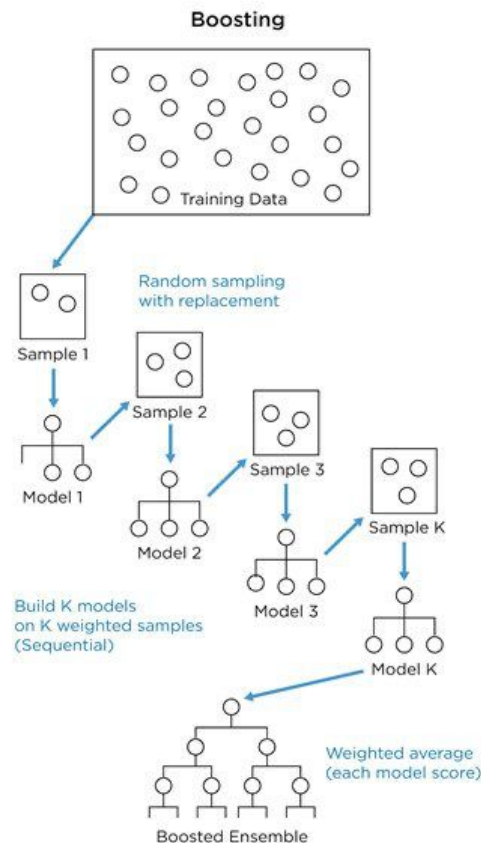 Boosting
Training Data
Random sampling
with replacement
Sample 1
Sample 2
Model 1
Sample 3
Model 2
Sample K
Model 3
Build K models
on K weighted samples
(Sequential)
Model K
Weighted average
(each model score)
Boosted Ensemble